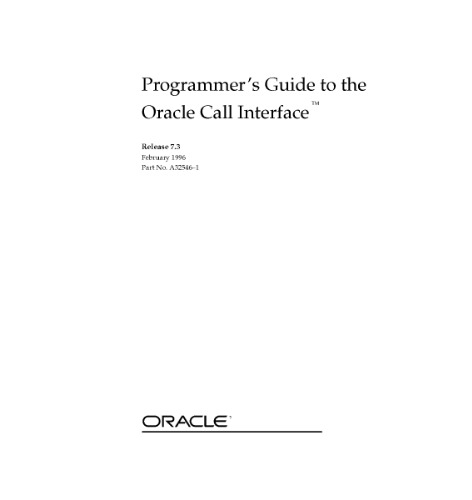 Programmer's Guide to the
Oracle Call Interface™
Release 7.3
February 1996
Part No. A32546-1
ORACLE